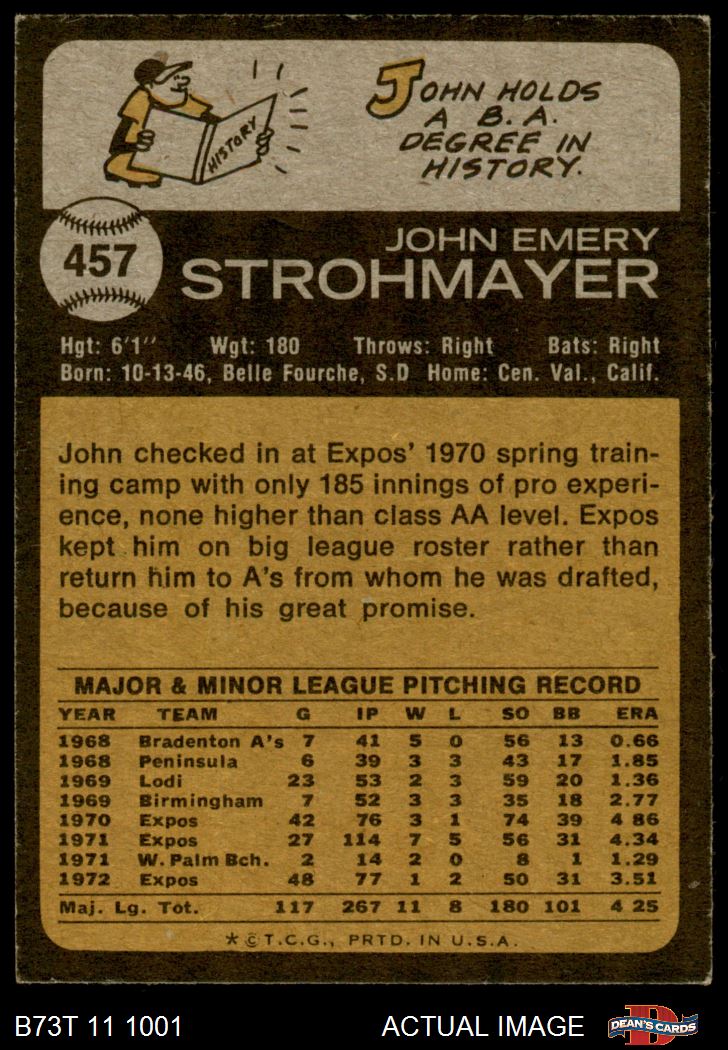 HISTORY
JOHN HOLDS
A B.A.
DEGREE IN
HISTORY.
457
JOHN EMERY
STROHMAYER
Hgt: 6'1" Wgt: 180 Throws: Right Bats: Right
Born: 10-13-46, Belle Fourche, S.D Home: Cen. Val., Calif.
John checked in at Expos' 1970 spring train-
ing camp with only 185 innings of pro experi-
ence, none higher than class AA level. Expos
kept him on big league roster rather than
return him to A's from whom he was drafted,
because of his great promise.
MAJOR & MINOR LEAGUE PITCHING RECORD
YEAR TEAM G IP W L SO BB ERA
1968 Bradenton A's 7 41 5 0 56 13 0.66
1968 Peninsula 6 39 3 3 43 17 1.85
1969 Lodi 23 53 2 3 59 20 1.36
1969 Birmingham 7 52 3 3 35 18 2.77
1970 Expos 42 76 3 1 74 39 4 86
1971 Expos 27 114 7 5 56 31 4.34
1971 W. Palm Bch. 2 14 2 0 8 1 1.29
1972 Expos 48 77 1 2 50 31 3.51
Maj. Lg. Tot. 117 267 11 8 180 101 4 25
*©T.C.G., PRTD. IN U.S.A.
B73T 11 1001 ACTUAL IMAGE
D
DEAN'S CARDS